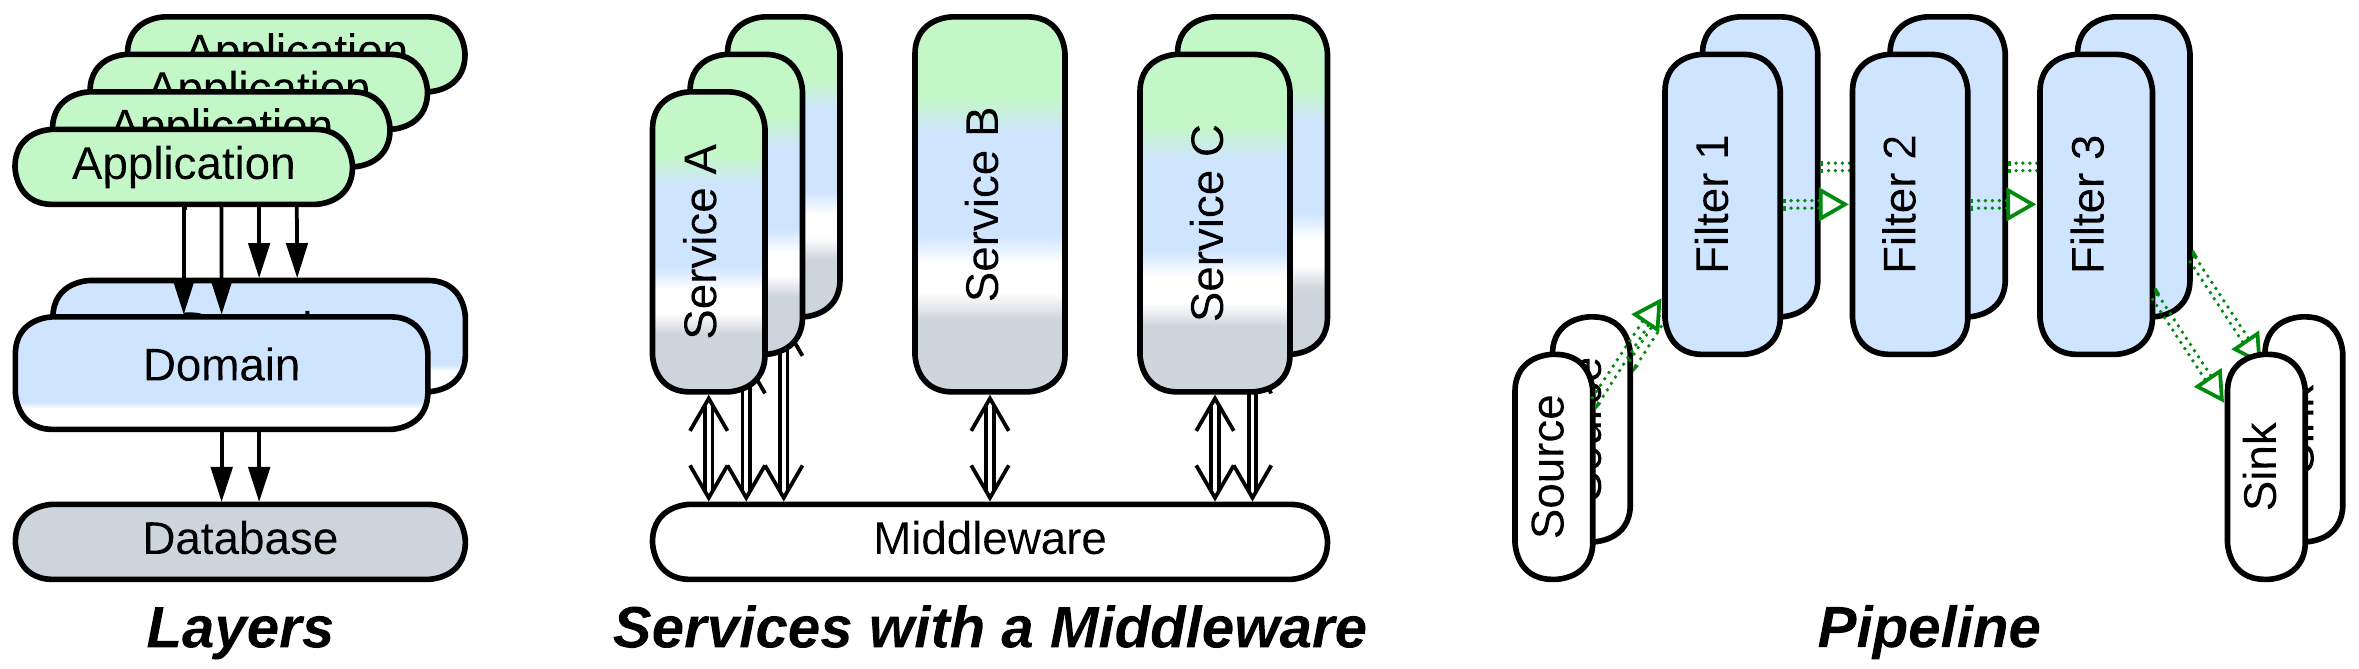 Application
Application
Application
Application
Domain
Database
Layers
Service A
Service B
Service C
Middleware
Services with a Middleware
Filter 1
Filter 2
Filter 3
Source
Sink
Pipeline